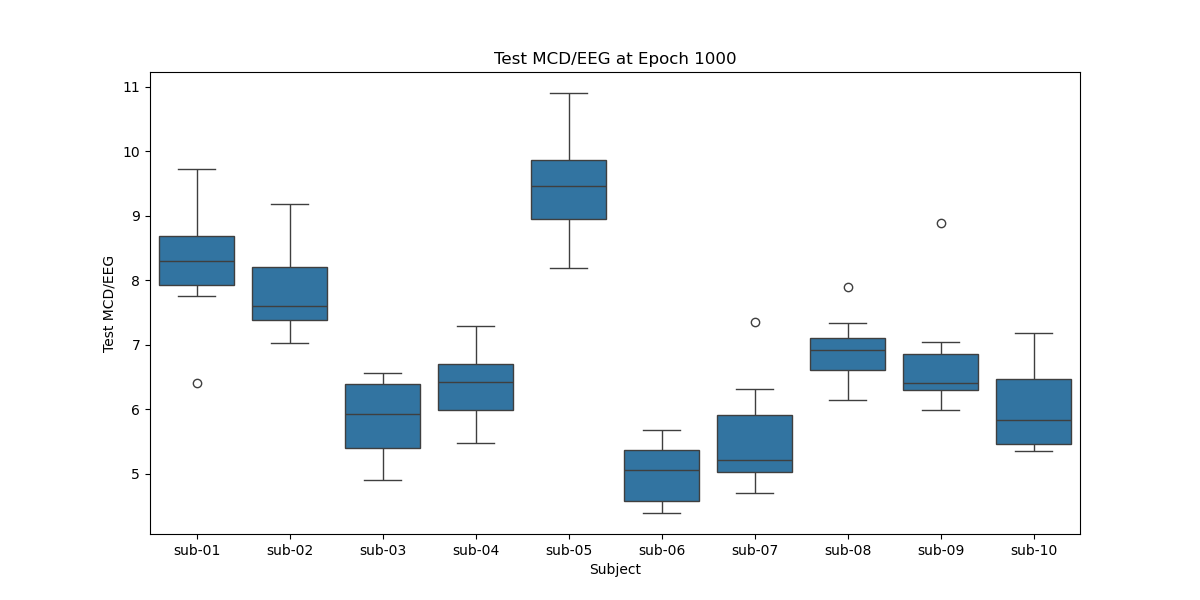 Test MCD/EEG at Epoch 1000
Test MCD/EEG
11
10
9
8
7
6
5
sub-01 sub-02 sub-03 sub-04 sub-05 sub-06 sub-07 sub-08 sub-09 sub-10
Subject